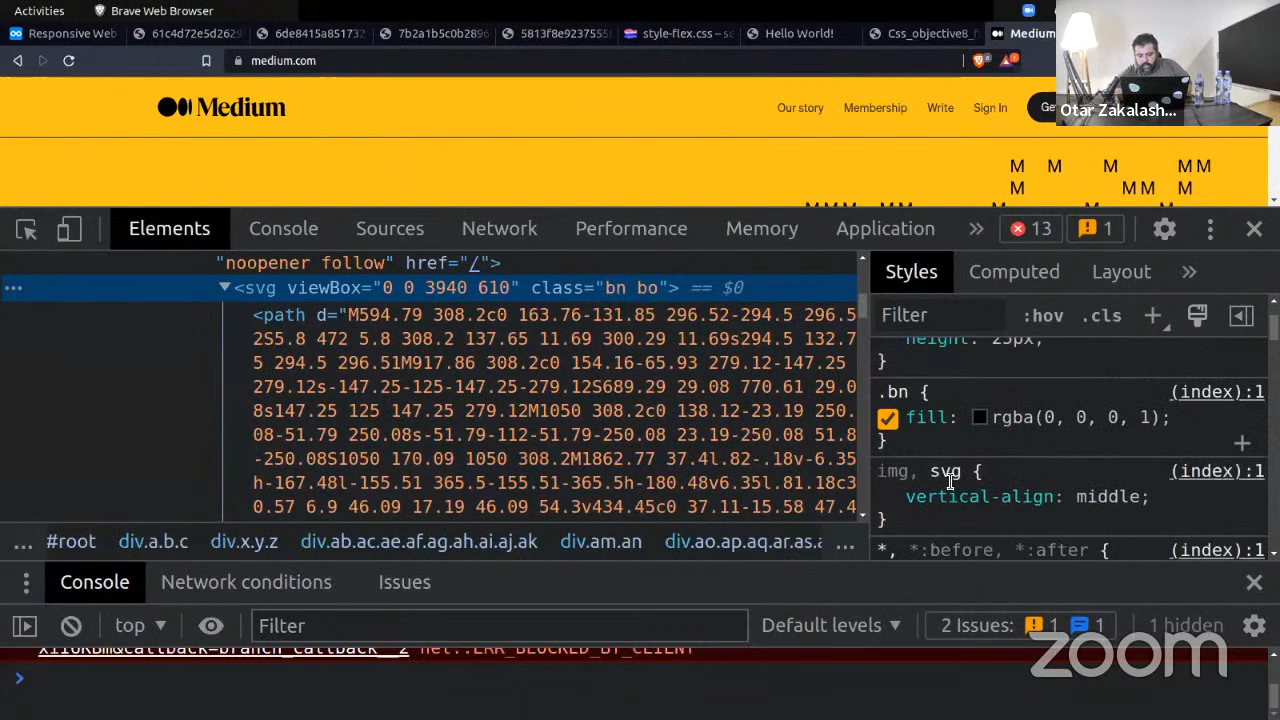 Activities
Brave Web Browser
Responsive Web
61c4d72e5d2629
6de8415a851732
7b2a1b5c0b2896
5813f8e9237555
style-flex.css – se
Hello World!
Css_objective8_f
Medium
medium.com
Medium
Our story
Membership
Write
Sign In
Otar Zakalash...
M M M M M
M M M M
Elements
Console
Sources
Network
Performance
Memory
Application
»
13
1
"noopener follow" href="/">
<svg viewBox="0 0 3940 610" class="bn bo"> == $0
<path d="M594.79 308.2c0 163.76-131.85 296.52-294.5 296.5
2S5.8 472 5.8 308.2 137.65 11.69 300.29 11.69s294.5 132.7
5 294.5 296.51M917.86 308.2c0 154.16-65.93 279.12-147.25
279.12s-147.25-125-147.25-279.12S689.29 29.08 770.61 29.0
8s147.25 125 147.25 279.12M1050 308.2c0 138.12-23.19 250.
08-51.79 250.08s-51.79-112-51.79-250.08 23.19-250.08 51.8
-250.08S1050 170.09 1050 308.2M1862.77 37.4l.82-.18v-6.35
h-167.48l-155.51 365.5-155.51-365.5h-180.48v6.35l.81.18c3
0.57 6.9 46.09 17.19 46.09 54.3v434.45c0 37.11-15.58 47.4
... #root div.a.b.c div.x.y.z div.ab.ac.ae.af.ag.ah.ai.aj.ak div.am.an div.ao.ap.aq.ar.as.a ...
Styles
Computed
Layout
»
Filter
:hov
.cls
height: 25px;
}
.bn {
(index):1
fill: rgba(0, 0, 0, 1);
}
img, svg {
(index):1
vertical-align: middle;
}
*, *:before, *:after {
(index):1
Console
Network conditions
Issues
top
Filter
Default levels
2 Issues: 1 1
1 hidden
net::ERR_BLOCKED_BY_CLIENT
>
zoom